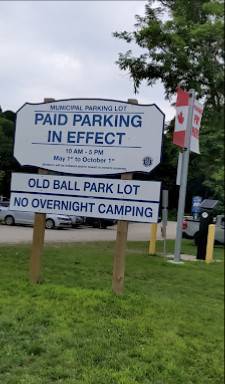 MUNICIPAL PARKING LOT
PAID PARKING
IN EFFECT
10 AM - 5 PM
May 1st to October 1st
OLD BALL PARK LOT
NO OVERNIGHT CAMPING